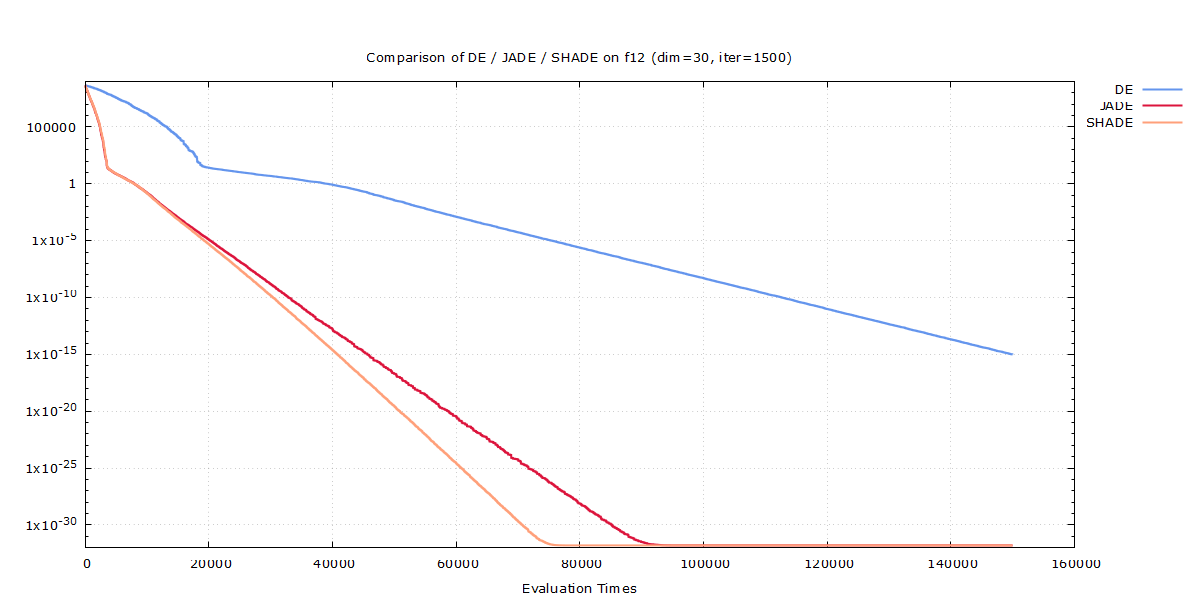 Comparison of DE / JADE / SHADE on f12 (dim=30, iter=1500)
DE
JADE
SHADE
100000
1
1x10⁻⁵
1x10⁻¹⁰
1x10⁻¹⁵
1x10⁻²⁰
1x10⁻²⁵
1x10⁻³⁰
0 20000 40000 60000 80000 100000 120000 140000 160000
Evaluation Times